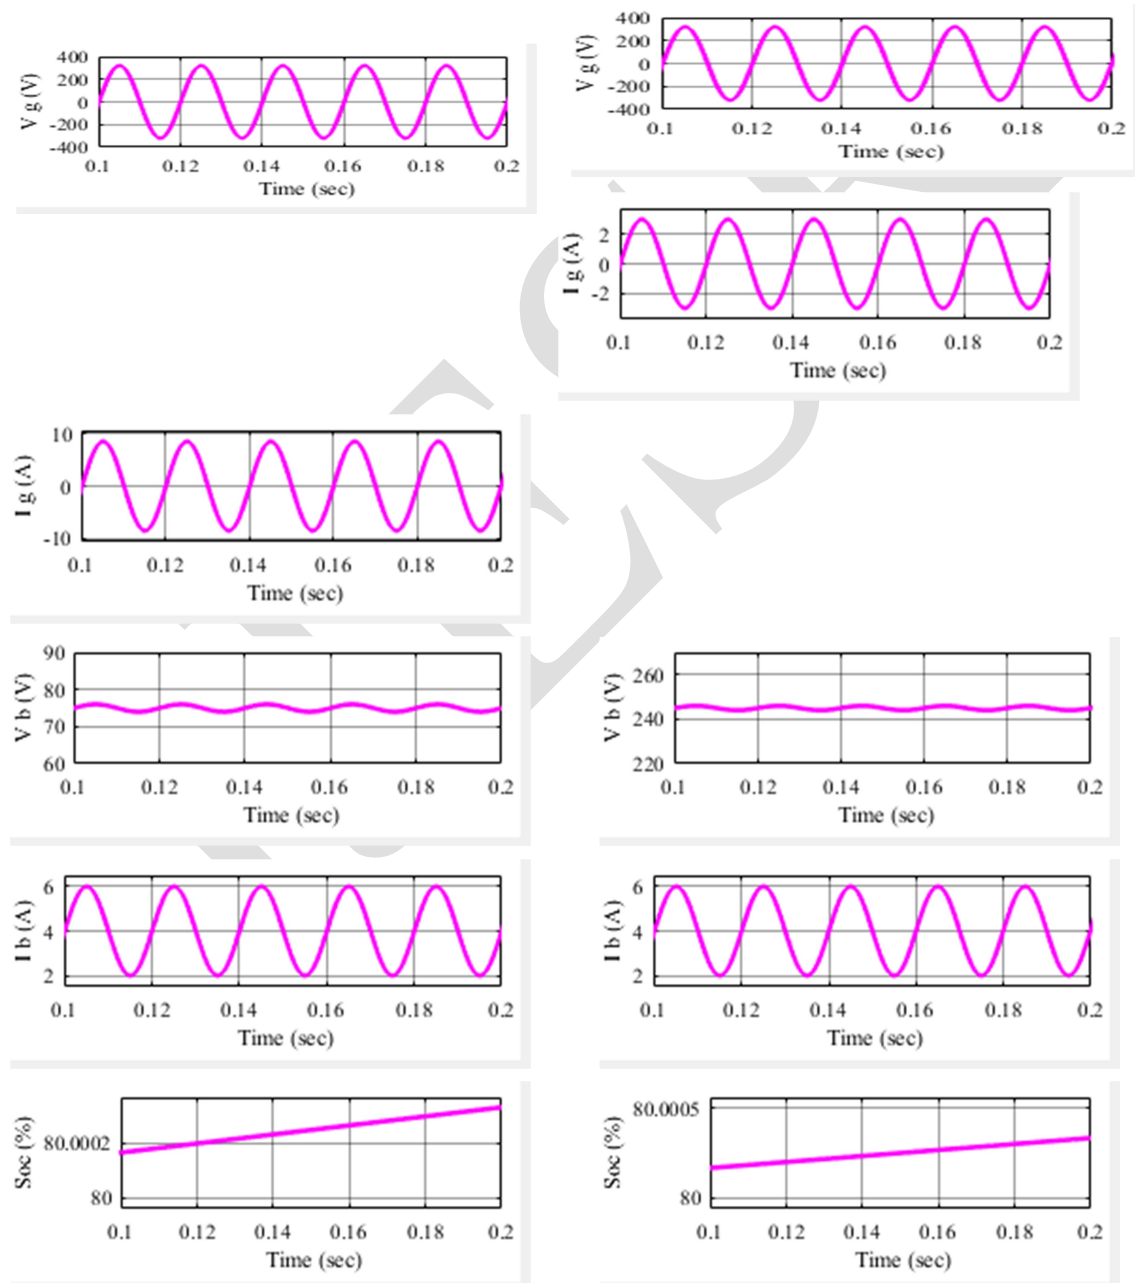 400
200
0
-200
-400
V g (V)
0.1 0.12 0.14 0.16 0.18 0.2
Time (sec)
400
200
0
-200
-400
V g (V)
0.1 0.12 0.14 0.16 0.18 0.2
Time (sec)
2
0
-2
I g (A)
0.1 0.12 0.14 0.16 0.18 0.2
Time (sec)
10
0
-10
I g (A)
0.1 0.12 0.14 0.16 0.18 0.2
Time (sec)
90
80
70
60
V b (V)
0.1 0.12 0.14 0.16 0.18 0.2
Time (sec)
260
240
220
V b (V)
0.1 0.12 0.14 0.16 0.18 0.2
Time (sec)
6
4
2
I b (A)
0.1 0.12 0.14 0.16 0.18 0.2
Time (sec)
6
4
2
I b (A)
0.1 0.12 0.14 0.16 0.18 0.2
Time (sec)
80.0002
80
Soc (%)
0.1 0.12 0.14 0.16 0.18 0.2
Time (sec)
80.0005
80
Soc (%)
0.1 0.12 0.14 0.16 0.18 0.2
Time (sec)